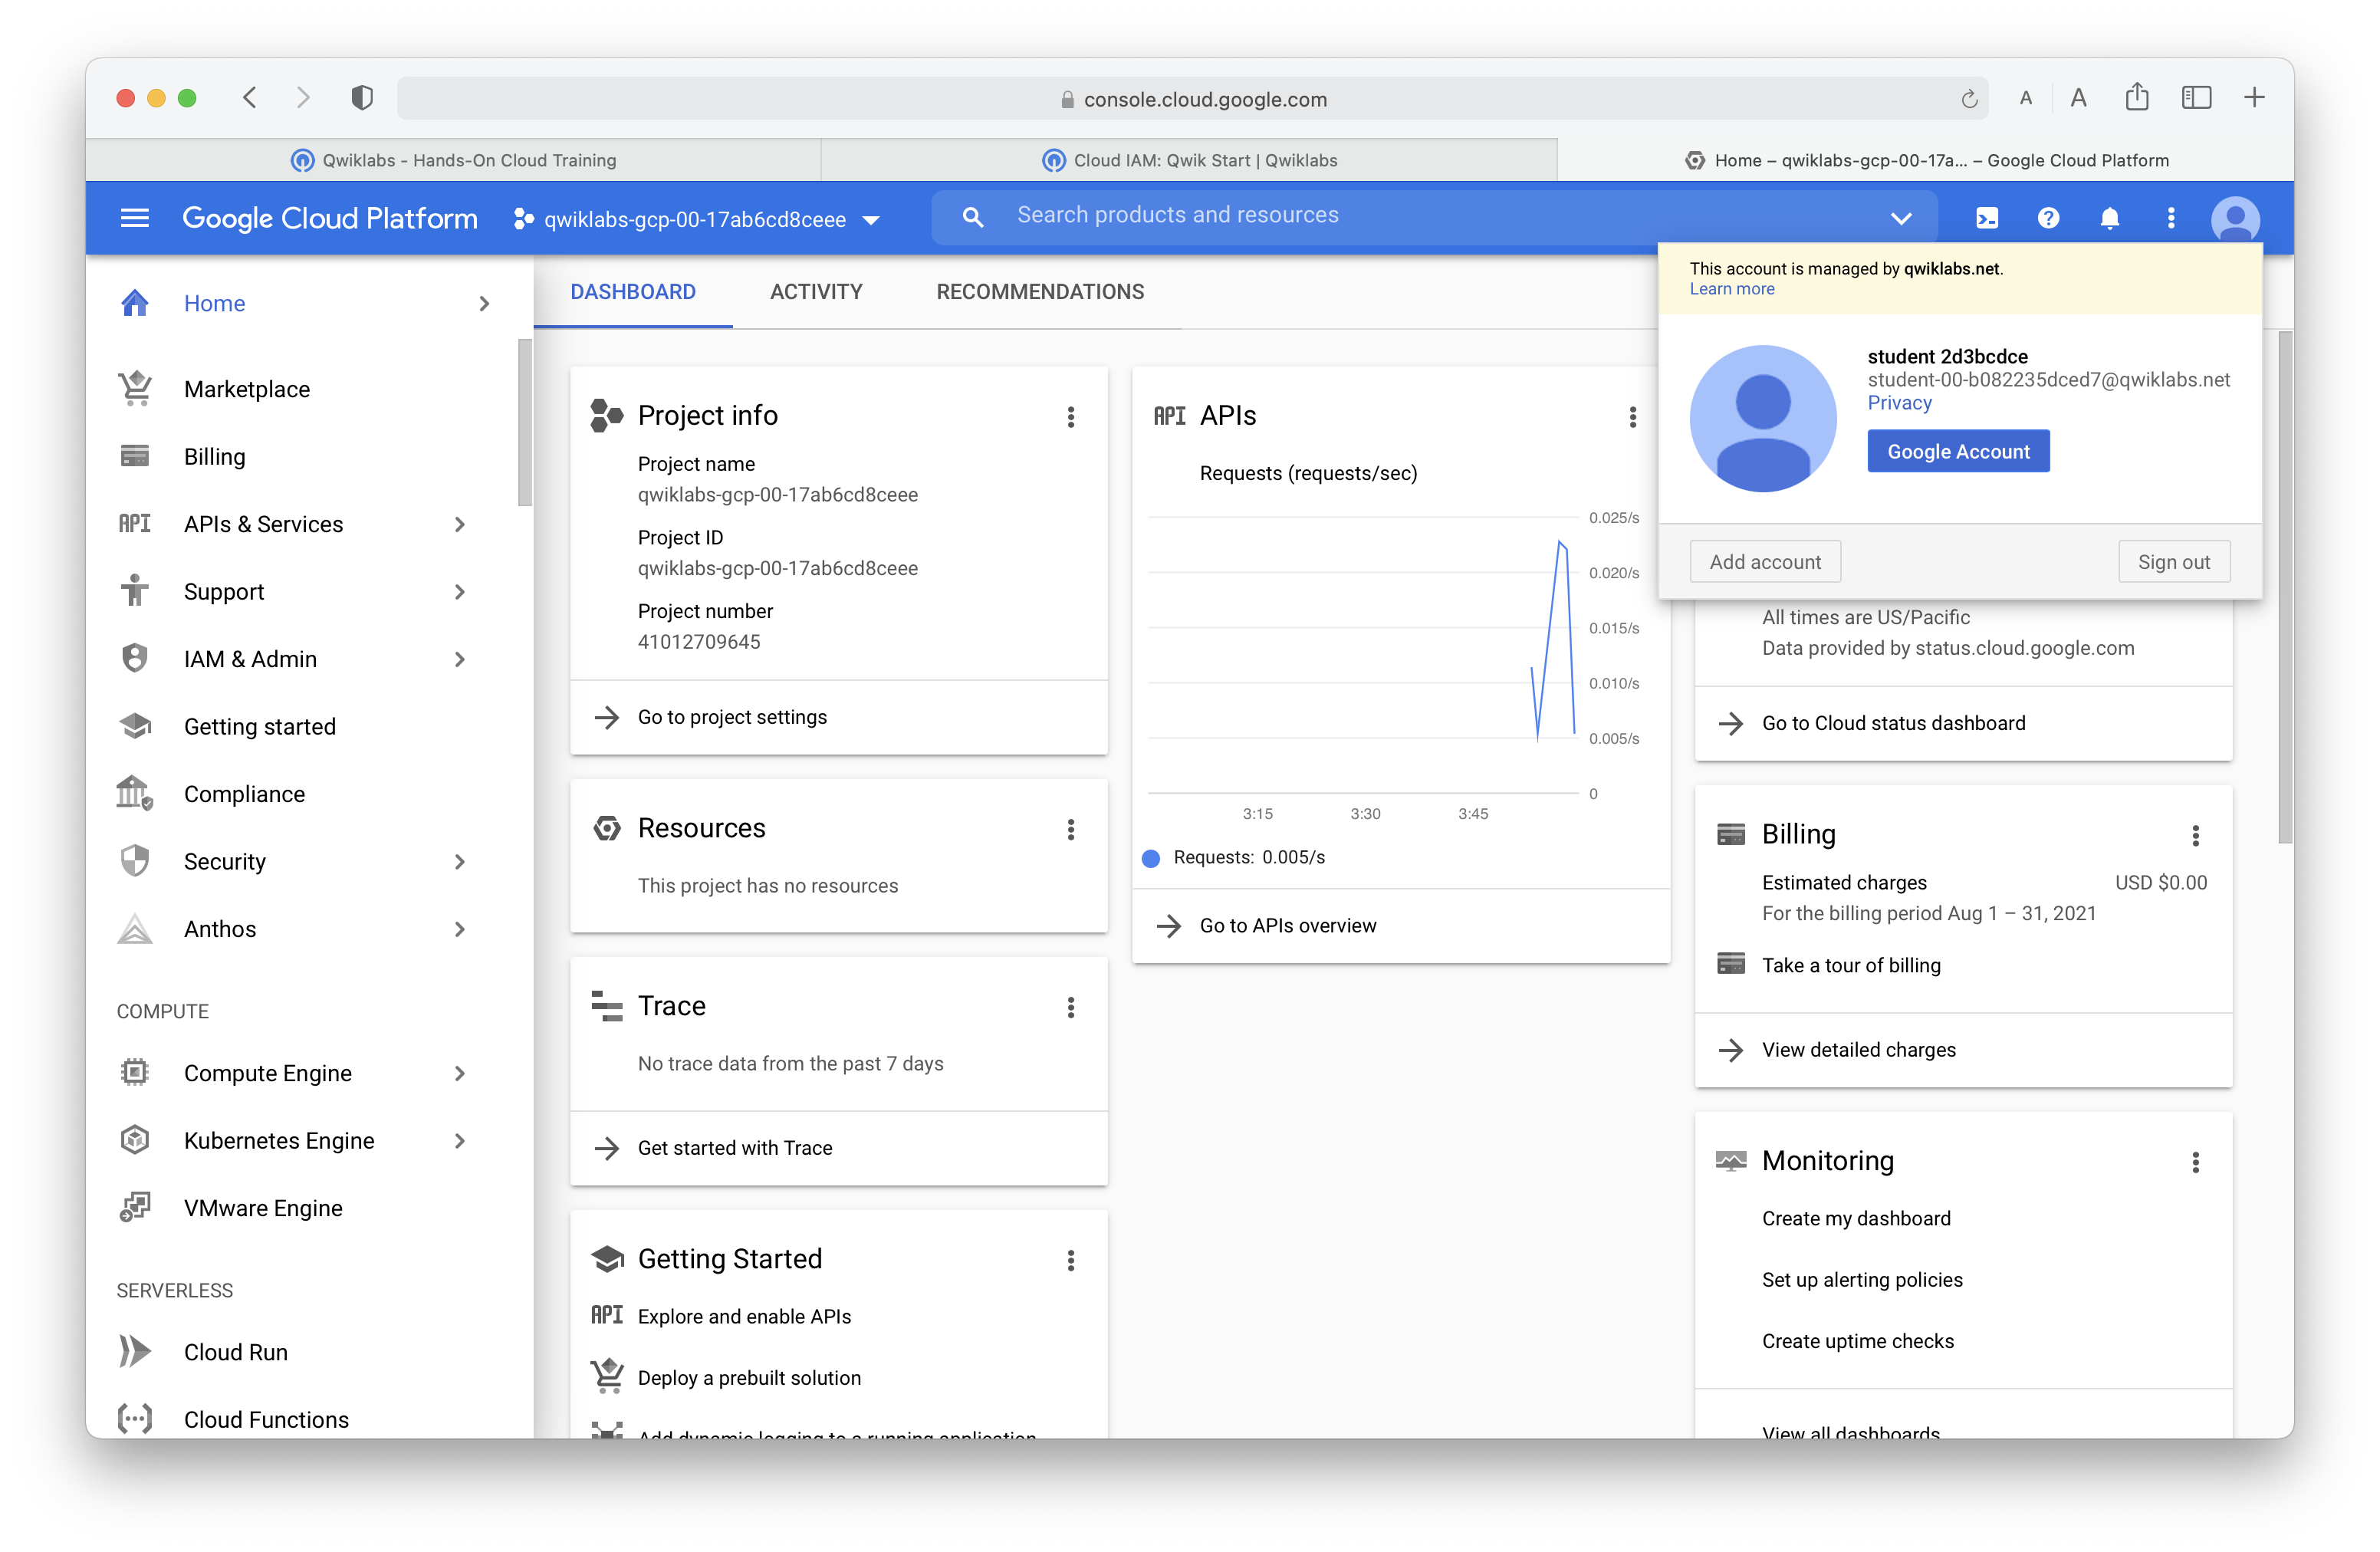 console.cloud.google.com
A
A
Qwiklabs - Hands-On Cloud Training
Cloud IAM: Qwik Start | Qwiklabs
Home – qwiklabs-gcp-00-17a... – Google Cloud Platform
Google Cloud Platform
qwiklabs-gcp-00-17ab6cd8ceee
Search products and resources
Home
Marketplace
Billing
API
APIs & Services
Support
IAM & Admin
Getting started
Compliance
Security
Anthos
COMPUTE
Compute Engine
Kubernetes Engine
VMware Engine
SERVERLESS
Cloud Run
Cloud Functions
DASHBOARD
ACTIVITY
RECOMMENDATIONS
Project info
Project name
qwiklabs-gcp-00-17ab6cd8ceee
Project ID
qwiklabs-gcp-00-17ab6cd8ceee
Project number
41012709645
Go to project settings
Resources
This project has no resources
Trace
No trace data from the past 7 days
Get started with Trace
Getting Started
API
Explore and enable APIs
Deploy a prebuilt solution
Add dynamic logging to a running application
API
APIs
Requests (requests/sec)
0.025/s
0.020/s
0.015/s
0.010/s
0.005/s
0
3:15
3:30
3:45
Requests: 0.005/s
Go to APIs overview
This account is managed by qwiklabs.net.
Learn more
student 2d3bcdce
student-00-b082235dced7@qwiklabs.net
Privacy
Google Account
Add account
Sign out
All times are US/Pacific
Data provided by status.cloud.google.com
Go to Cloud status dashboard
Billing
Estimated charges
USD $0.00
For the billing period Aug 1 – 31, 2021
Take a tour of billing
View detailed charges
Monitoring
Create my dashboard
Set up alerting policies
Create uptime checks
View all dashboards